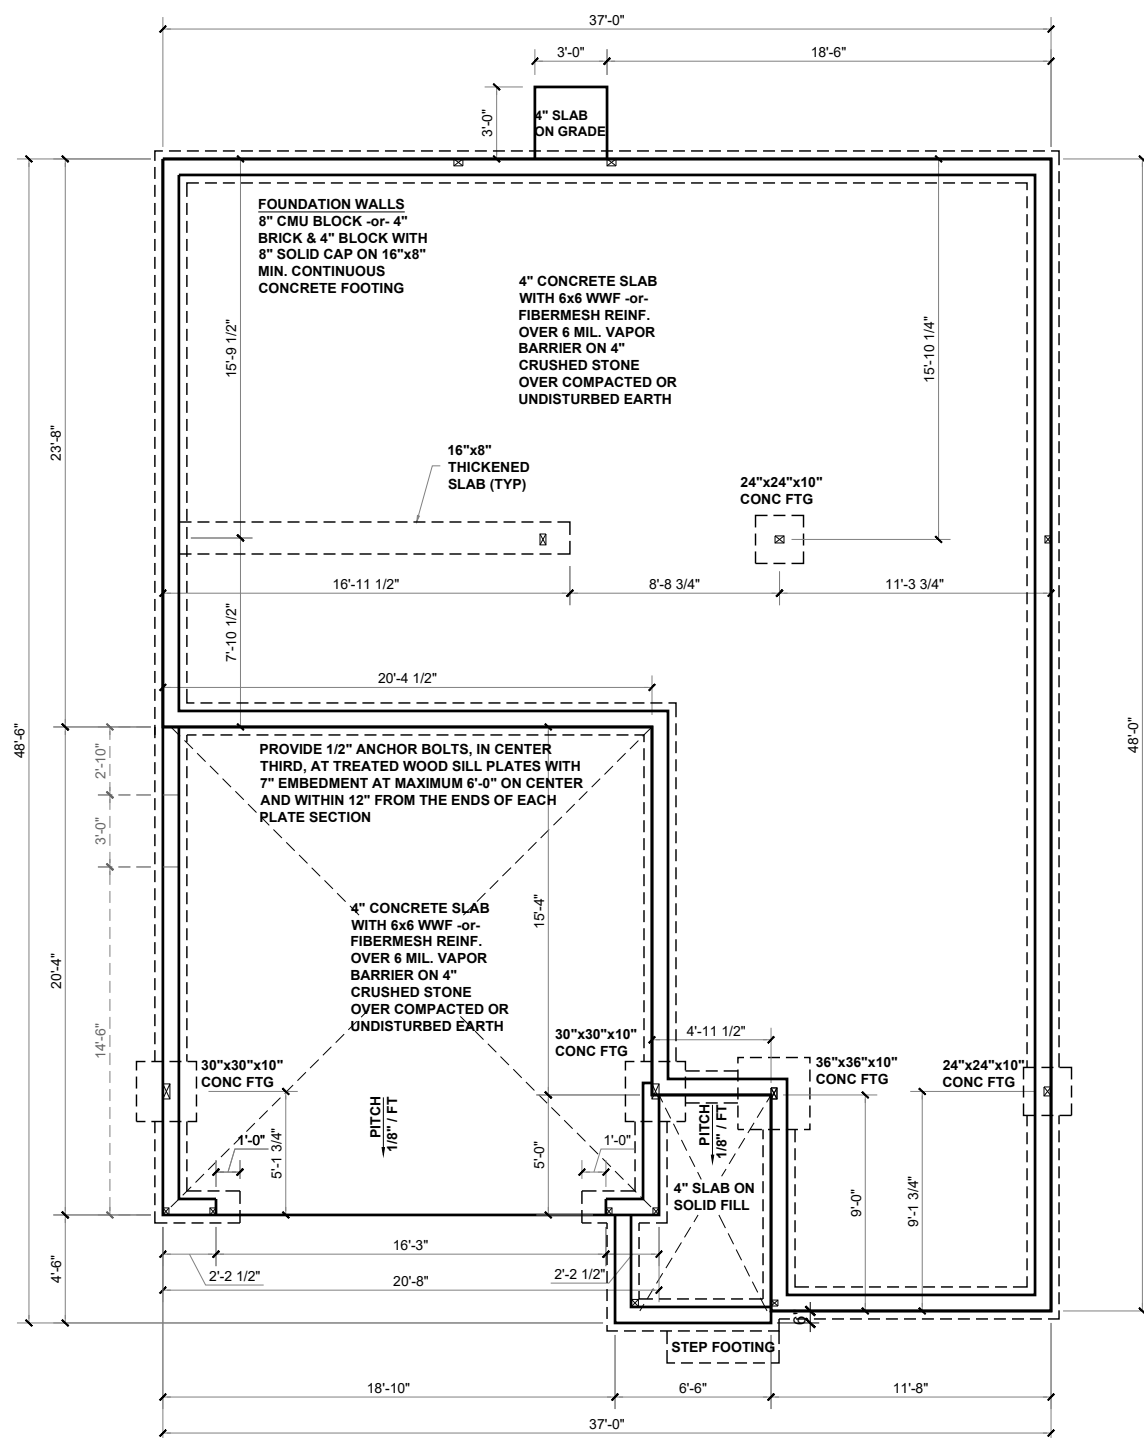 37'-0"
3'-0"
18'-6"
3'-0"
4" SLAB
ON GRADE
FOUNDATION WALLS
8" CMU BLOCK -or- 4"
BRICK & 4" BLOCK WITH
8" SOLID CAP ON 16"x8"
MIN. CONTINUOUS
CONCRETE FOOTING
4" CONCRETE SLAB
WITH 6x6 WWF -or-
FIBERMESH REINF.
OVER 6 MIL. VAPOR
BARRIER ON 4"
CRUSHED STONE
OVER COMPACTED OR
UNDISTURBED EARTH
15'-9 1/2"
15'-10 1/4"
23'-8"
16"x8"
THICKENED
SLAB (TYP)
24"x24"x10"
CONC FTG
16'-11 1/2"
8'-8 3/4"
11'-3 3/4"
7'-10 1/2"
20'-4 1/2"
48'-6"
48'-0"
2'-10"
3'-0"
PROVIDE 1/2" ANCHOR BOLTS, IN CENTER
THIRD, AT TREATED WOOD SILL PLATES WITH
7" EMBEDMENT AT MAXIMUM 6'-0" ON CENTER
AND WITHIN 12" FROM THE ENDS OF EACH
PLATE SECTION
15'-4"
4" CONCRETE SLAB
WITH 6x6 WWF -or-
FIBERMESH REINF.
OVER 6 MIL. VAPOR
BARRIER ON 4"
CRUSHED STONE
OVER COMPACTED OR
UNDISTURBED EARTH
20'-4"
14'-6"
30"x30"x10"
CONC FTG
30"x30"x10"
CONC FTG
4'-11 1/2"
36"x36"x10"
CONC FTG
24"x24"x10"
CONC FTG
PITCH
1/8" / FT
PITCH
1/8" / FT
1'-0"
5'-1 3/4"
1'-0"
5'-0"
4" SLAB ON
SOLID FILL
9'-0"
9'-1 3/4"
4'-6"
16'-3"
2'-2 1/2"
2'-2 1/2"
20'-8"
6"
STEP FOOTING
18'-10"
6'-6"
11'-8"
37'-0"